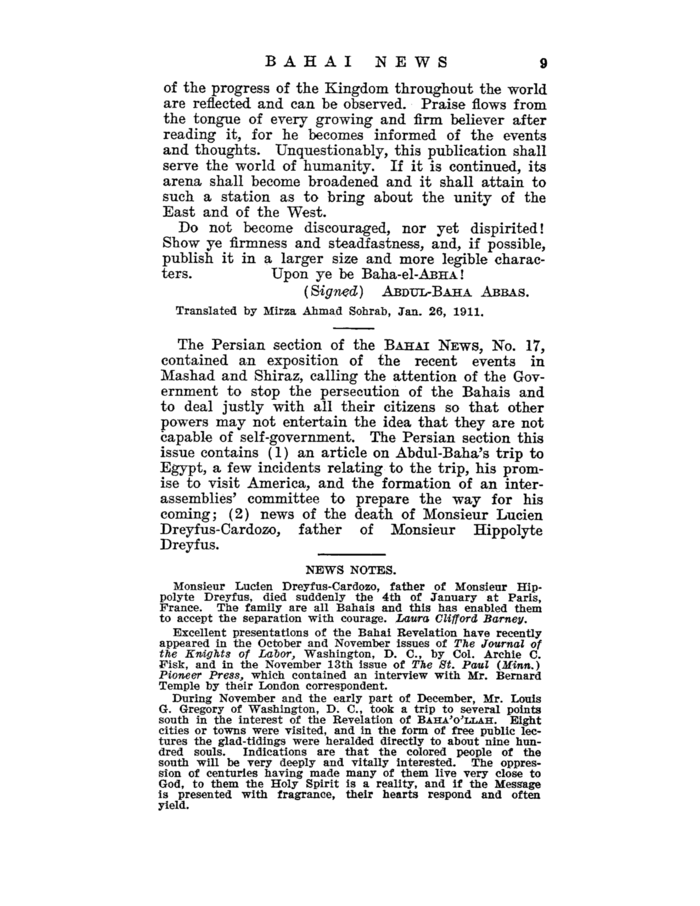 BAHAI NEWS 9
of the progress of the Kingdom throughout the world
are reflected and can be observed. Praise flows from
the tongue of every growing and firm believer after
reading it, for he becomes informed of the events
and thoughts. Unquestionably, this publication shall
serve the world of humanity. If it is continued, its
arena shall become broadened and it shall attain to
such a station as to bring about the unity of the
East and of the West.
Do not become discouraged, nor yet dispirited!
Show ye firmness and steadfastness, and, if possible,
publish it in a larger size and more legible charac-
ters. Upon ye be Baha-el-ABHA!
(Signed) ABDUL-BAHA ABBAS.
Translated by Mirza Ahmad Sohrab, Jan. 26, 1911.
The Persian section of the BAHAI NEWS, No. 17,
contained an exposition of the recent events in
Mashad and Shiraz, calling the attention of the Gov-
ernment to stop the persecution of the Bahais and
to deal justly with all their citizens so that other
powers may not entertain the idea that they are not
capable of self-government. The Persian section this
issue contains (1) an article on Abdul-Baha's trip to
Egypt, a few incidents relating to the trip, his prom-
ise to visit America, and the formation of an inter-
assemblies' committee to prepare the way for his
coming; (2) news of the death of Monsieur Lucien
Dreyfus-Cardozo, father of Monsieur Hippolyte
Dreyfus.
NEWS NOTES.
Monsieur Lucien Dreyfus-Cardozo, father of Monsieur Hip-
polyte Dreyfus, died suddenly the 4th of January at Paris,
France. The family are all Bahais and this has enabled them
to accept the separation with courage. Laura Clifford Barney.
Excellent presentations of the Bahai Revelation have recently
appeared in the October and November issues of The Journal of
the Knights of Labor, Washington, D. C., by Col. Archie C.
Fisk, and in the November 13th issue of The St. Paul (Minn.)
Pioneer Press, which contained an interview with Mr. Bernard
Temple by their London correspondent.
During November and the early part of December, Mr. Louis
G. Gregory of Washington, D. C., took a trip to several points
south in the interest of the Revelation of BAHA'O'LLAH. Eight
cities or towns were visited, and in the form of free public lec-
tures the glad-tidings were heralded directly to about nine hun-
dred souls. Indications are that the colored people of the
south will be very deeply and vitally interested. The oppres-
sion of centuries having made many of them live very close to
God, to them the Holy Spirit is a reality, and if the Message
is presented with fragrance, their hearts respond and often
yield.